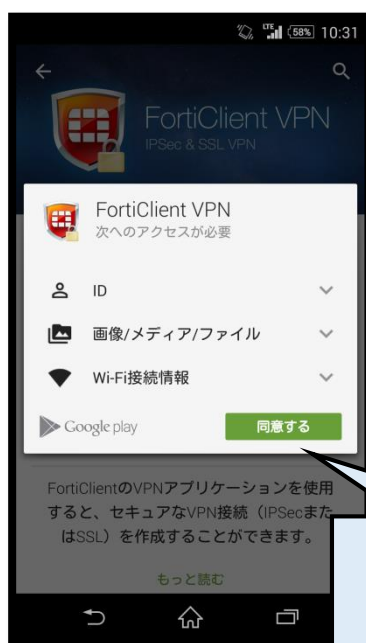 LTE 58% 10:31
FortiClient VPN
IPSec & SSL VPN
FortiClient VPN
次へのアクセスが必要
ID
画像/メディア/ファイル
Wi-Fi接続情報
Google play
同意する
FortiClientのVPNアプリケーションを使用
すると、セキュアなVPN接続（IPSecまた
はSSL）を作成することができます。
もっと読む